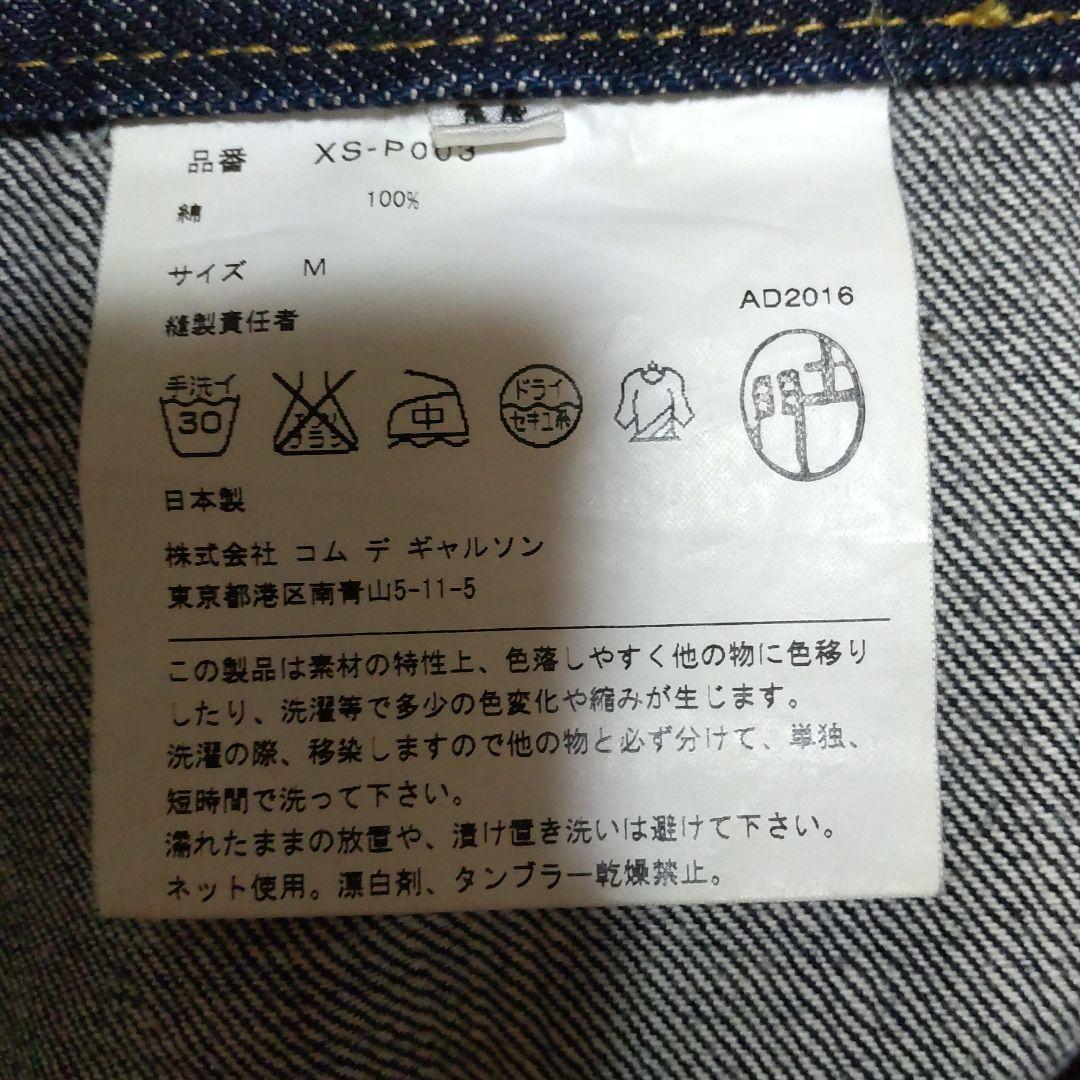 品番 XS-P003
綿 100%
サイズ M
AD2016
縫製責任者
手洗イ
30
エンソ
ブラシ
中
ドライ
セキユ系
日本製
株式会社 コム デ ギャルソン
東京都港区南青山5-11-5
この製品は素材の特性上、色落しやすく他の物に色移り
したり、洗濯等で多少の色変化や縮みが生じます。
洗濯の際、移染しますので他の物と必ず分けて、単独、
短時間で洗って下さい。
濡れたままの放置や、漬け置き洗いは避けて下さい。
ネット使用。漂白剤、タンブラー乾燥禁止。